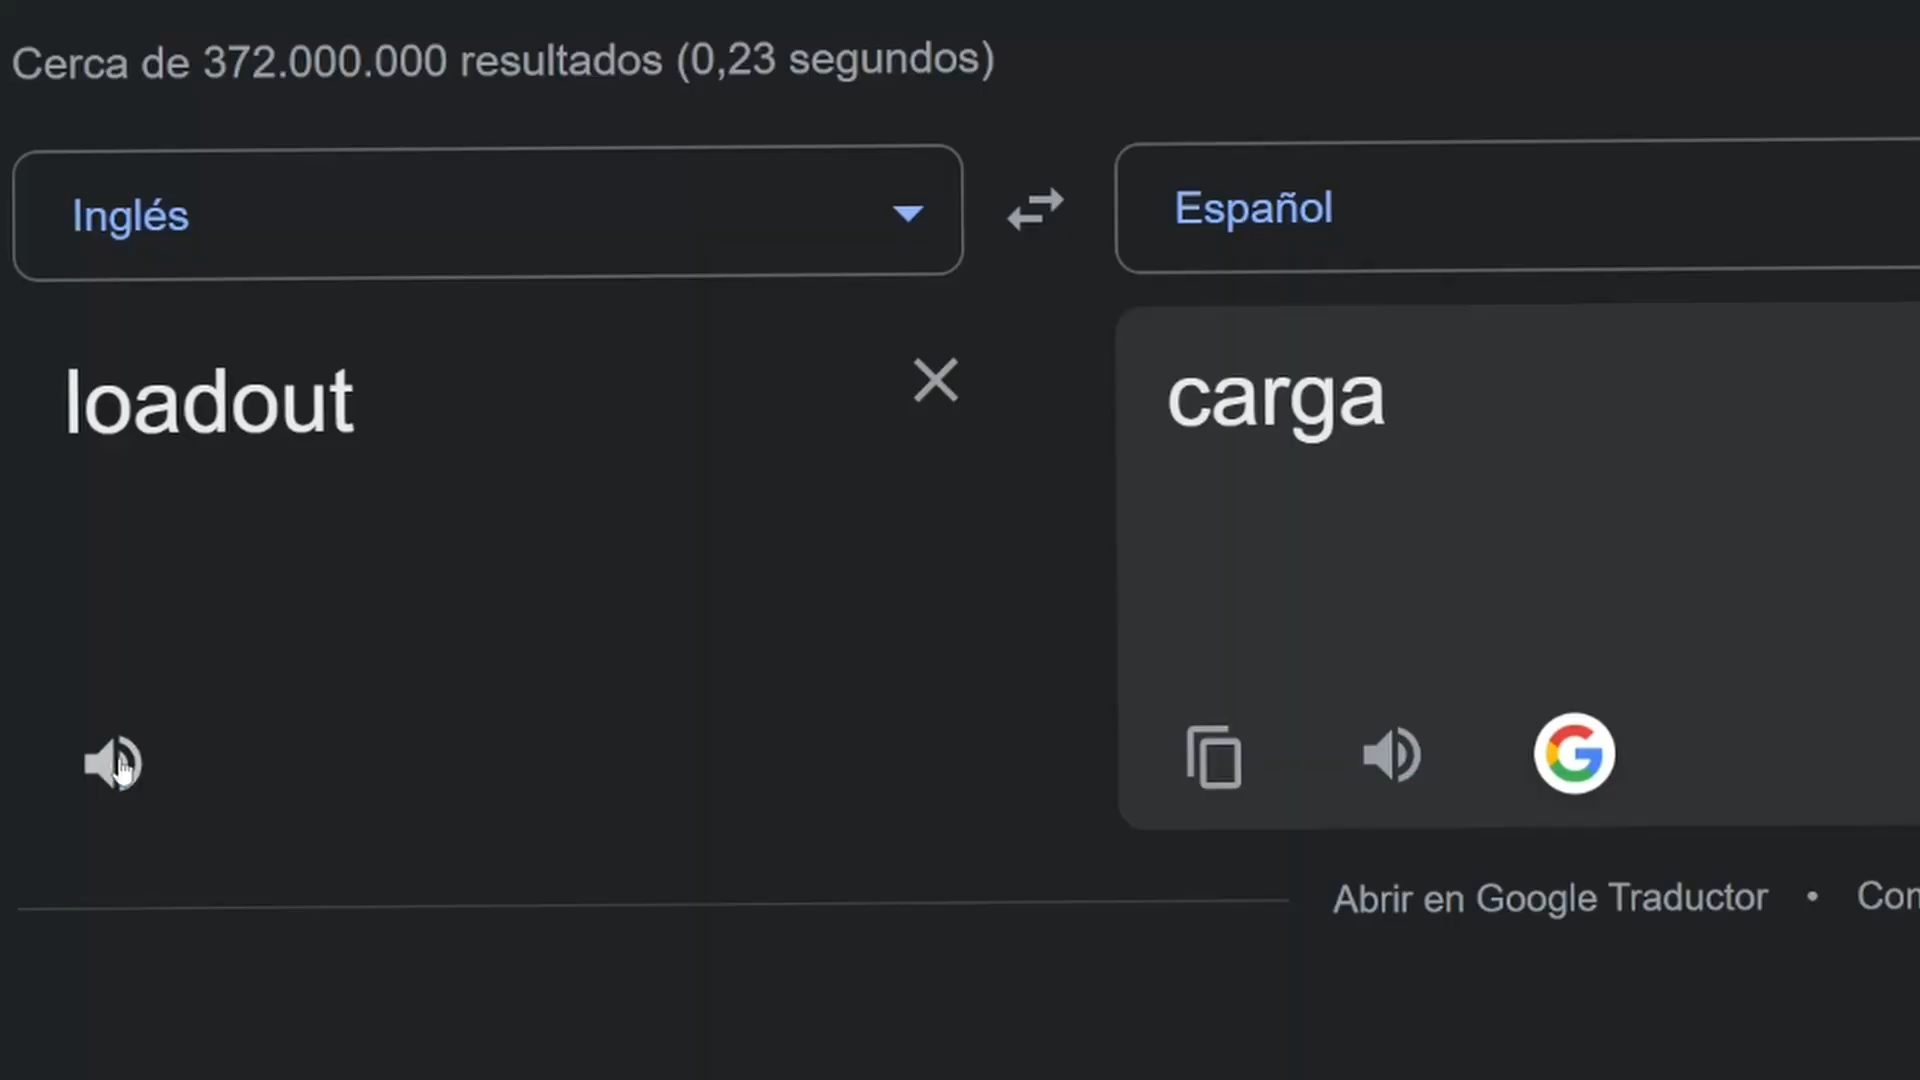 Cerca de 372.000.000 resultados (0,23 segundos)
Inglés
Español
loadout
carga
Abrir en Google Traductor •